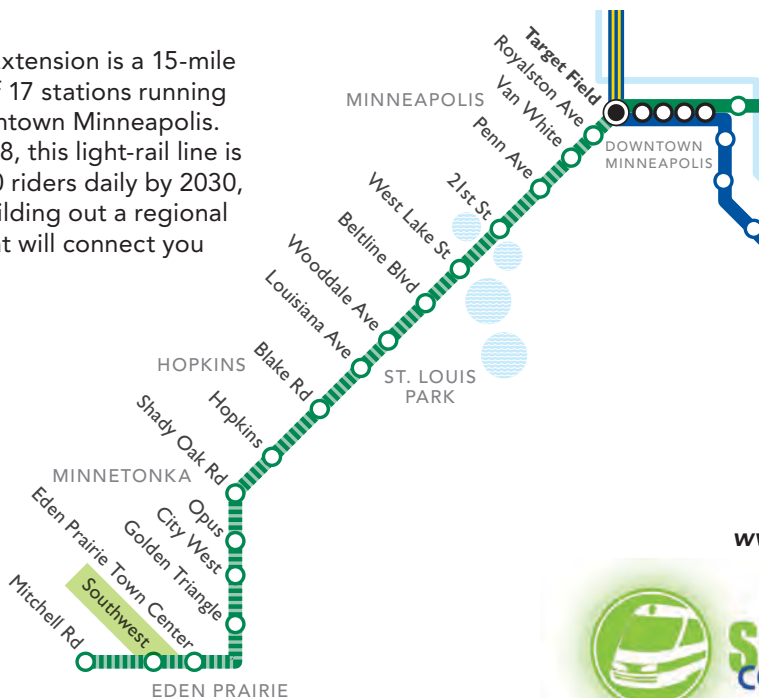 xtension is a 15-mile
17 stations running
ntown Minneapolis.
8, this light-rail line is
0 riders daily by 2030,
ilding out a regional
t will connect you
Target Field
Royalston Ave
Van White
MINNEAPOLIS
Penn Ave
DOWNTOWN
MINNEAPOLIS
21st St
West Lake St
Beltline Blvd
Wooddale Ave
Louisiana Ave
HOPKINS
Blake Rd
ST. LOUIS
PARK
Hopkins
Shady Oak Rd
MINNETONKA
Opus
City West
Golden Triangle
Eden Prairie Town Center
Southwest
Mitchell Rd
EDEN PRAIRIE